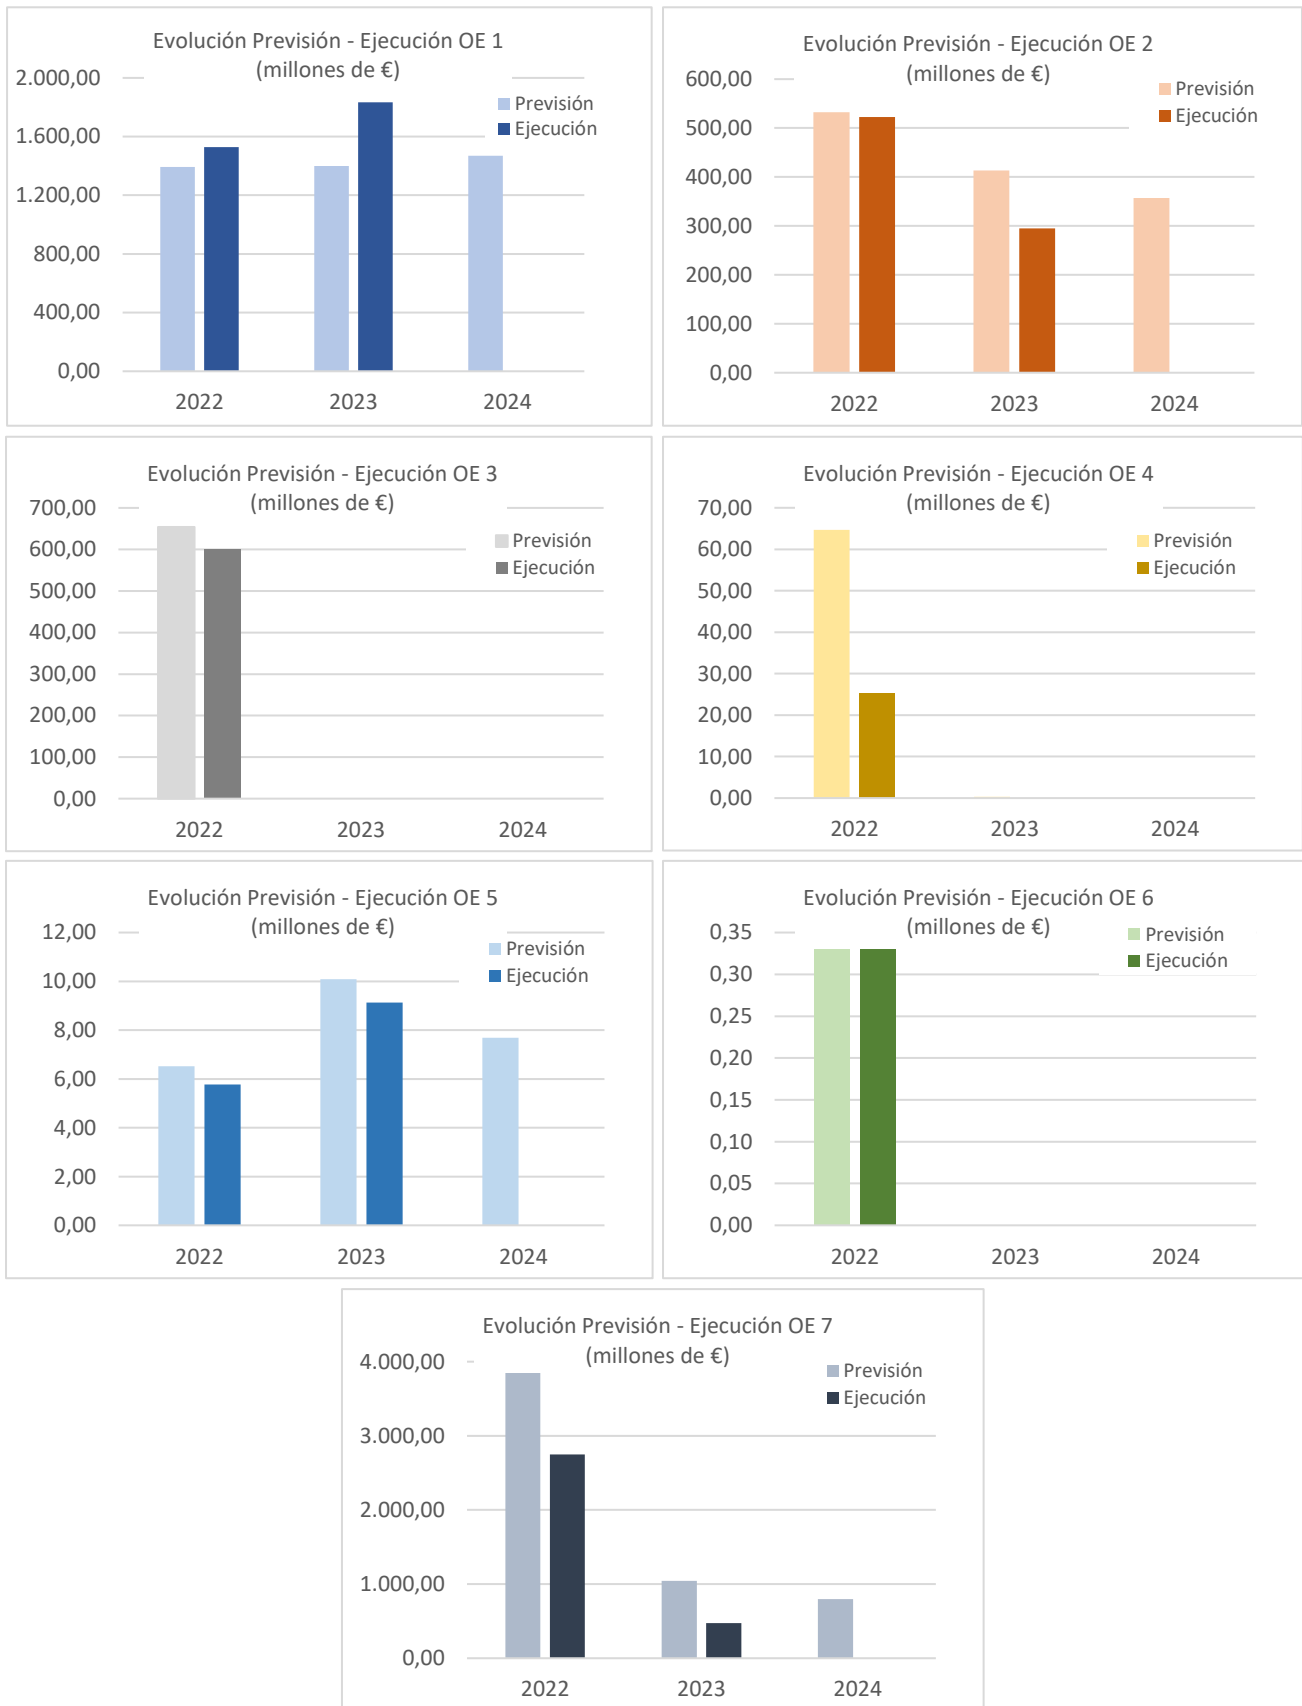 Evolución Previsión - Ejecución OE 1
(millones de €)
2.000,00
1.600,00
1.200,00
800,00
400,00
0,00
Previsión
Ejecución
2022 2023 2024
Evolución Previsión - Ejecución OE 2
(millones de €)
600,00
500,00
400,00
300,00
200,00
100,00
0,00
Previsión
Ejecución
2022 2023 2024
Evolución Previsión - Ejecución OE 3
(millones de €)
700,00
600,00
500,00
400,00
300,00
200,00
100,00
0,00
Previsión
Ejecución
2022 2023 2024
Evolución Previsión - Ejecución OE 4
(millones de €)
70,00
60,00
50,00
40,00
30,00
20,00
10,00
0,00
Previsión
Ejecución
2022 2023 2024
Evolución Previsión - Ejecución OE 5
(millones de €)
12,00
10,00
8,00
6,00
4,00
2,00
0,00
Previsión
Ejecución
2022 2023 2024
Evolución Previsión - Ejecución OE 6
(millones de €)
0,35
0,30
0,25
0,20
0,15
0,10
0,05
0,00
Previsión
Ejecución
2022 2023 2024
Evolución Previsión - Ejecución OE 7
(millones de €)
4.000,00
3.000,00
2.000,00
1.000,00
0,00
Previsión
Ejecución
2022 2023 2024